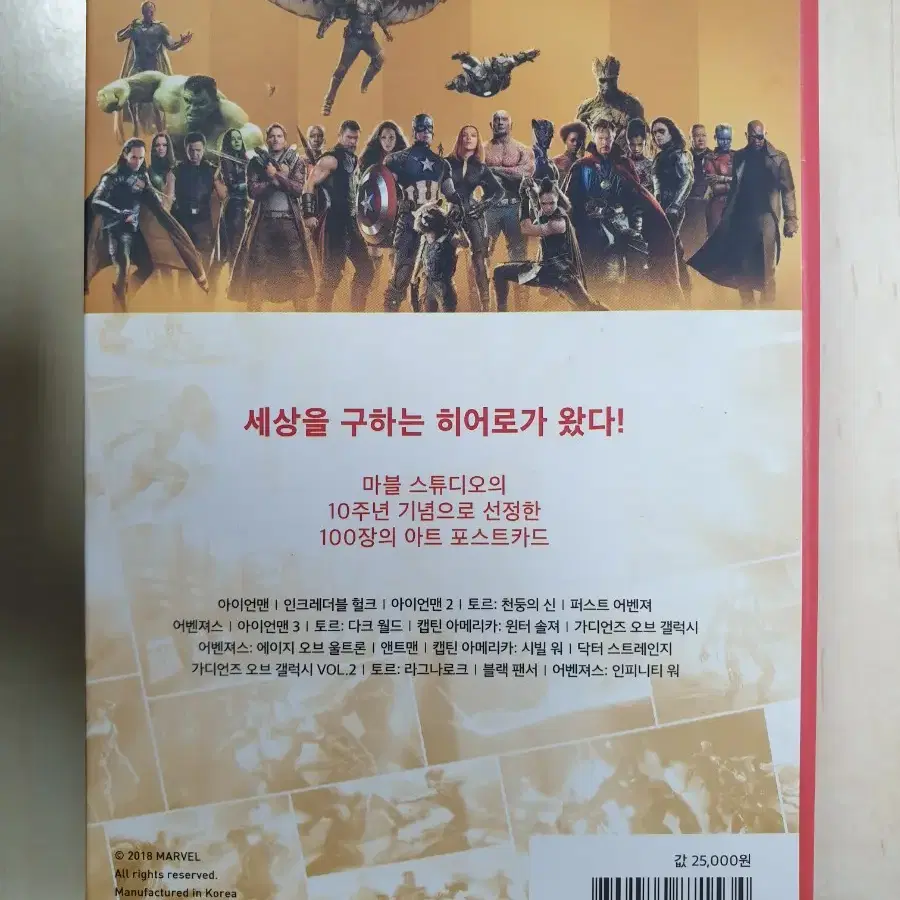 세상을 구하는 히어로가 왔다!
마블 스튜디오의
10주년 기념으로 선정한
100장의 아트 포스트카드
아이언맨 | 인크레더블 헐크 | 아이언맨 2 | 토르: 천둥의 신 | 퍼스트 어벤져
어벤져스 | 아이언맨 3 | 토르: 다크 월드 | 캡틴 아메리카: 윈터 솔져 | 가디언즈 오브 갤럭시
어벤져스: 에이지 오브 울트론 | 앤트맨 | 캡틴 아메리카: 시빌 워 | 닥터 스트레인지
가디언즈 오브 갤럭시 VOL.2 | 토르: 라그나로크 | 블랙 팬서 | 어벤져스: 인피니티 워
© 2018 MARVEL
All rights reserved.
Manufactured in Korea
값 25,000원